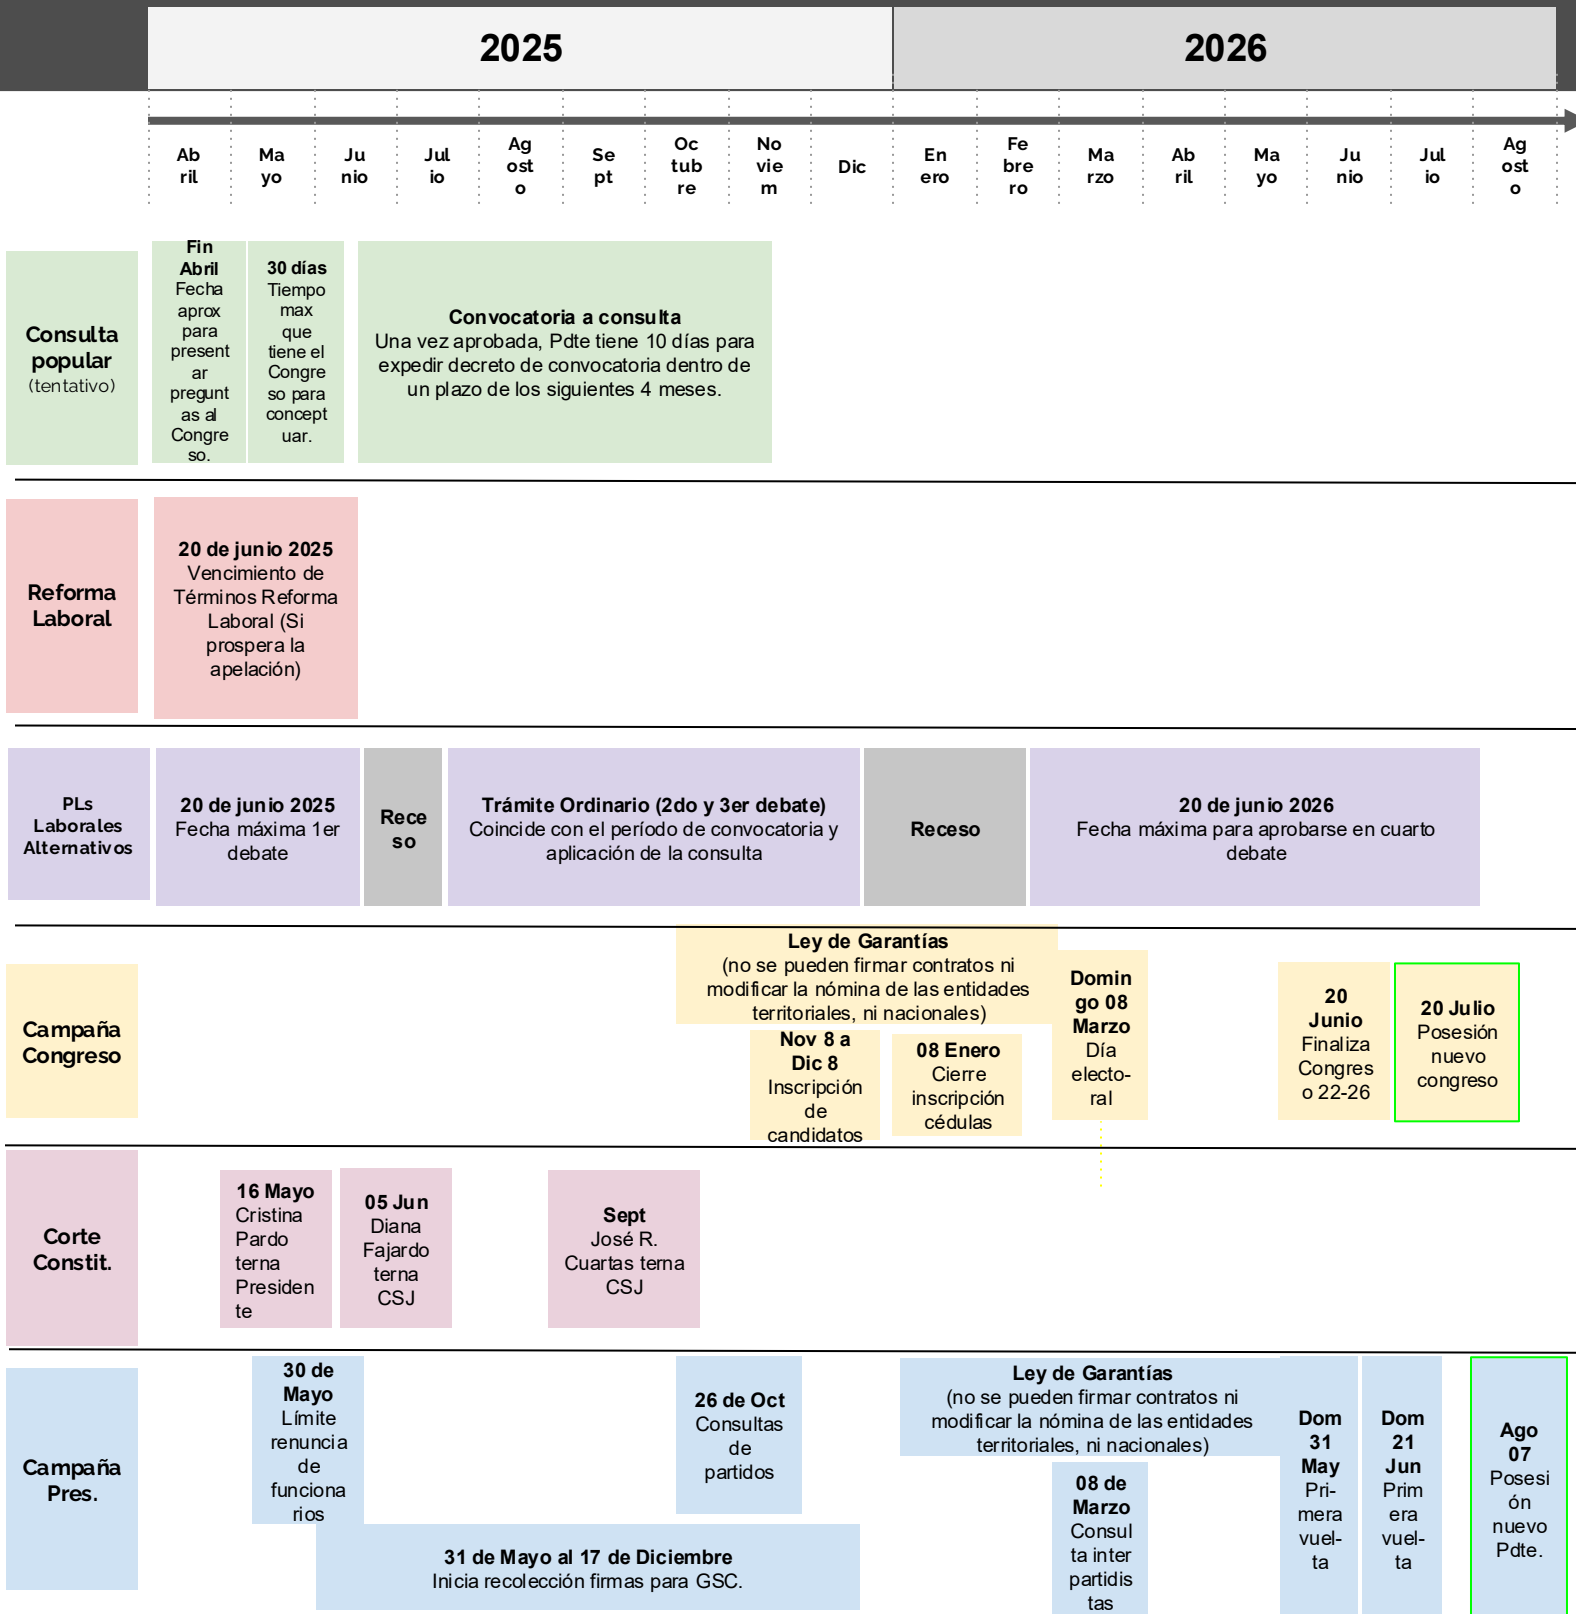 2025
2026
Ab
ril
Ma
yo
Ju
nio
Jul
io
Ag
ost
o
Se
pt
Oc
tub
re
No
vie
m
Dic
En
ero
Fe
bre
ro
Ma
rzo
Ab
ril
Ma
yo
Ju
nio
Jul
io
Ag
ost
o
Consulta
popular
(tentativo)
Fin
Abril
Fecha
aprox
para
present
ar
pregunt
as al
Congre
so.
30 días
Tiempo
max
que
tiene el
Congre
so para
concept
uar.
Convocatoria a consulta
Una vez aprobada, Pdte tiene 10 días para
expedir decreto de convocatoria dentro de
un plazo de los siguientes 4 meses.
Reforma
Laboral
20 de junio 2025
Vencimiento de
Términos Reforma
Laboral (Si
prospera la
apelación)
PLs
Laborales
Alternativos
20 de junio 2025
Fecha máxima 1er
debate
Rece
so
Trámite Ordinario (2do y 3er debate)
Coincide con el período de convocatoria y
aplicación de la consulta
Receso
20 de junio 2026
Fecha máxima para aprobarse en cuarto
debate
Campaña
Congreso
Ley de Garantías
(no se pueden firmar contratos ni
modificar la nómina de las entidades
territoriales, ni nacionales)
Nov 8 a
Dic 8
Inscripción
de
candidatos
08 Enero
Cierre
inscripción
cédulas
Domin
go 08
Marzo
Día
electo-
ral
20
Junio
Finaliza
Congres
o 22-26
20 Julio
Posesión
nuevo
congreso
Corte
Constit.
16 Mayo
Cristina
Pardo
terna
Presiden
te
05 Jun
Diana
Fajardo
terna
CSJ
Sept
José R.
Cuartas terna
CSJ
Campaña
Pres.
30 de
Mayo
Límite
renuncia
de
funciona
rios
31 de Mayo al 17 de Diciembre
Inicia recolección firmas para GSC.
26 de Oct
Consultas
de
partidos
Ley de Garantías
(no se pueden firmar contratos ni
modificar la nómina de las entidades
territoriales, ni nacionales)
08 de
Marzo
Consul
ta inter
partidis
tas
Dom
31
May
Pri-
mera
vuel-
ta
Dom
21
Jun
Prim
era
vuel-
ta
Ago
07
Posesi
ón
nuevo
Pdte.